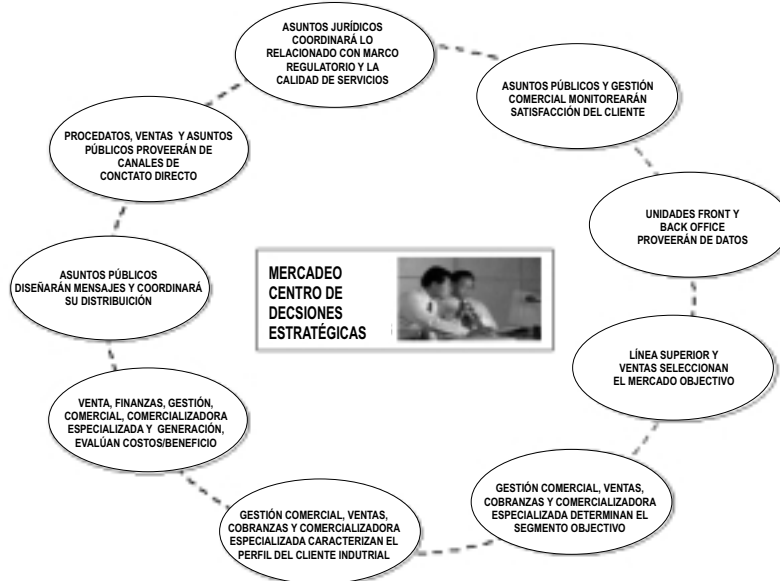 ASUNTOS JURÍDICOS
COORDINARÁ LO
RELACIONADO CON MARCO
REGULATORIO Y LA
CALIDAD DE SERVICIOS
ASUNTOS PÚBLICOS Y GESTIÓN
COMERCIAL MONITOREARÁN
SATISFACCIÓN DEL CLIENTE
UNIDADES FRONT Y
BACK OFFICE
PROVEERÁN DE DATOS
LÍNEA SUPERIOR Y
VENTAS SELECCIONAN
EL MERCADO OBJECTIVO
GESTIÓN COMERCIAL, VENTAS,
COBRANZAS Y COMERCIALIZADORA
ESPECIALIZADA DETERMINAN EL
SEGMENTO OBJECTIVO
GESTIÓN COMERCIAL, VENTAS,
COBRANZAS Y COMERCIALIZADORA
ESPECIALIZADA CARACTERIZAN EL
PERFIL DEL CLIENTE INDUTRIAL
VENTA, FINANZAS, GESTIÓN,
COMERCIAL, COMERCIALIZADORA
ESPECIALIZADA Y GENERACIÓN,
EVALÚAN COSTOS/BENEFICIO
ASUNTOS PÚBLICOS
DISEÑARÁN MENSAJES Y COORDINARÁ
SU DISTRIBUICIÓN
PROCEDATOS, VENTAS Y ASUNTOS
PÚBLICOS PROVEERÁN DE
CANALES DE
CONCTATO DIRECTO
MERCADEO
CENTRO DE
DECSIONES
ESTRATÉGICAS